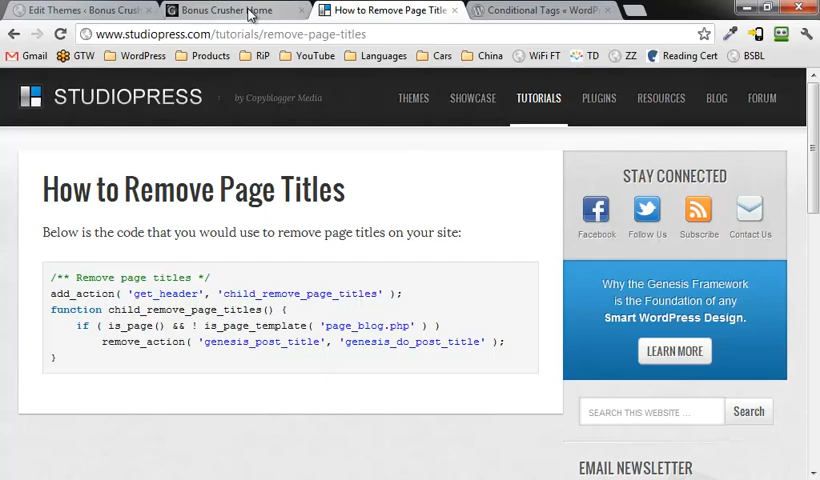 Edit Themes ‹ Bonus Crush
Bonus Crusher Home
How to Remove Page Title
Conditional Tags « WordP
www.studiopress.com/tutorials/remove-page-titles
Gmail GTW WordPress Products RiP YouTube Languages Cars China WiFi FT TD ZZ Reading Cert BSBL
STUDIOPRESS by Copyblogger Media THEMES SHOWCASE TUTORIALS PLUGINS RESOURCES BLOG FORUM
How to Remove Page Titles
Below is the code that you would use to remove page titles on your site:
/** Remove page titles */
add_action( 'get_header', 'child_remove_page_titles' );
function child_remove_page_titles() {
if ( is_page() && ! is_page_template( 'page_blog.php' ) )
remove_action( 'genesis_post_title', 'genesis_do_post_title' );
}
STAY CONNECTED
Facebook Follow Us Subscribe Contact Us
Why the Genesis Framework
is the Foundation of any
Smart WordPress Design.
LEARN MORE
SEARCH THIS WEBSITE ... Search
EMAIL NEWSLETTER